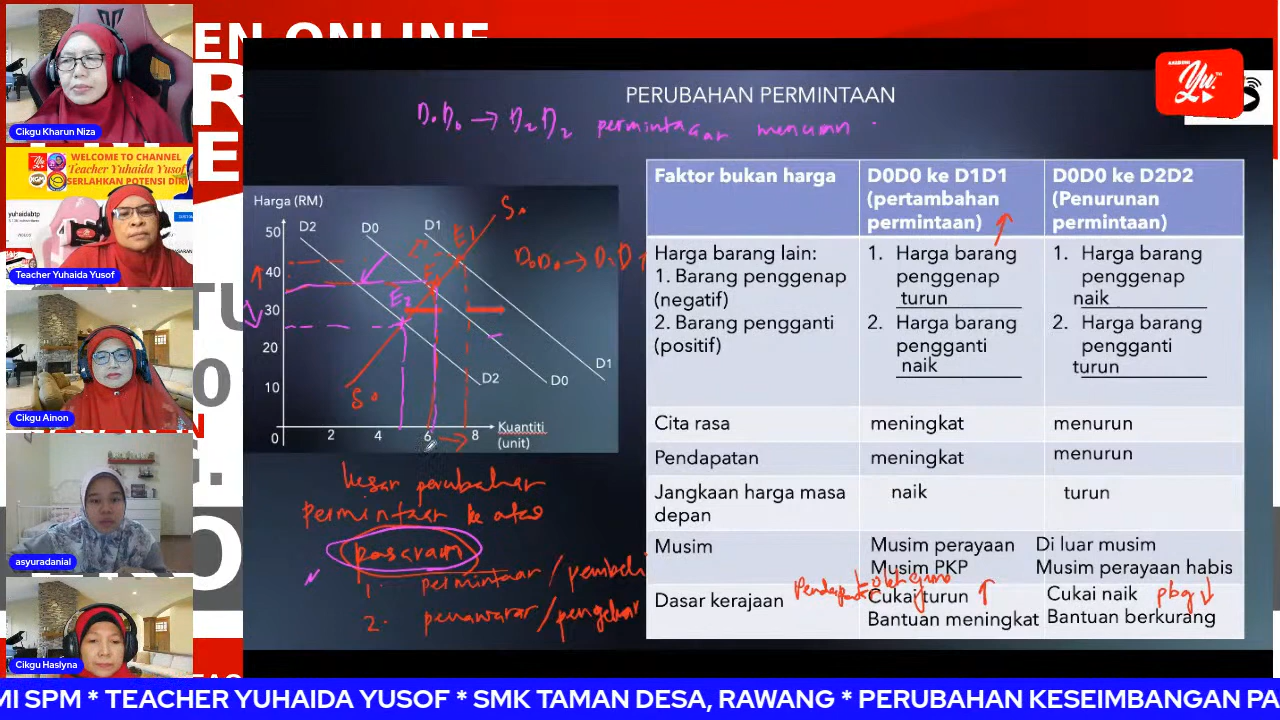 EN ONLINE
Cikgu Kharun Niza
WELCOME TO CHANNEL
Teacher Yuhaida Yusof
SERLAHKAN POTENSI DIRI
yuhaidabtp
Teacher Yuhaida Yusof
Cikgu Ainon
asyuradanial
Cikgu Haslyna
Yu
PERUBAHAN PERMINTAAN
D0D0 → D2D2 permintaan menurun
Harga (RM)
50
40
30
20
10
0
2
4
6
8
Kuantiti
(unit)
D2
D0
D1
D1
D0
D2
S0
E1
E2
S0
D0D0 → D1D
kesan perubahan
permintaan ke atas
pasaran
1. permintaan / pembeli
2. penawaran / pengeluar
Faktor bukan harga
D0D0 ke D1D1
(pertambahan
permintaan)
D0D0 ke D2D2
(Penurunan
permintaan)
Harga barang lain:
1. Barang penggenap
(negatif)
2. Barang pengganti
(positif)
1. Harga barang
penggenap
turun
2. Harga barang
pengganti
naik
1. Harga barang
penggenap
naik
2. Harga barang
pengganti
turun
Cita rasa
meningkat
menurun
Pendapatan
meningkat
menurun
Jangkaan harga masa
depan
naik
turun
Musim
Musim perayaan
Musim PKP
Di luar musim
Musim perayaan habis
Dasar kerajaan
Cukai turun
Bantuan meningkat
Cukai naik
pbg ↓
Bantuan berkurang
MI SPM * TEACHER YUHAIDA YUSOF * SMK TAMAN DESA, RAWANG * PERUBAHAN KESEIMBANGAN PA